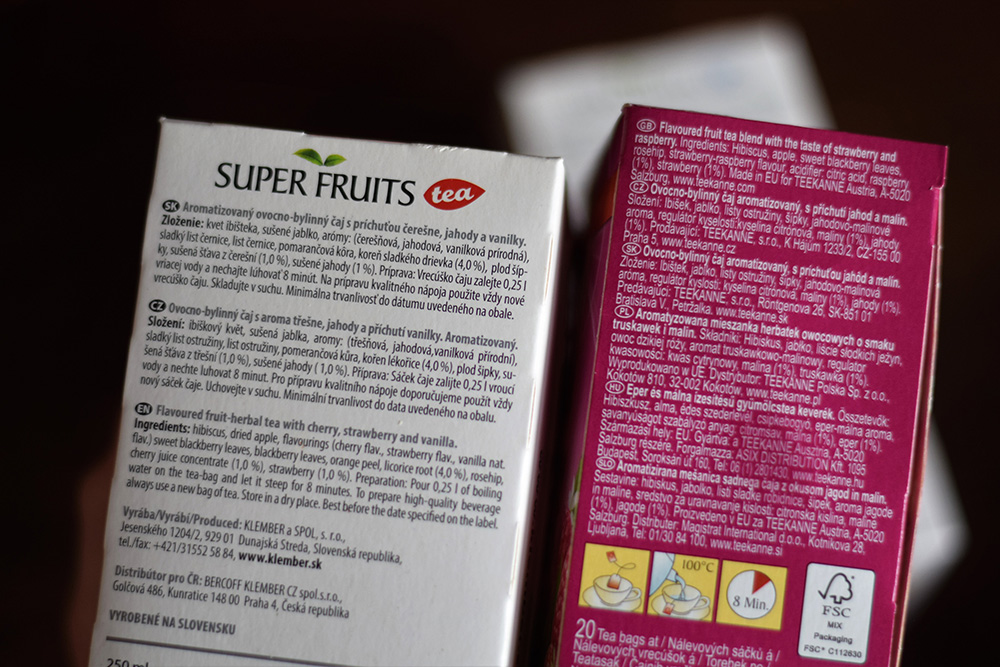 SUPER FRUITS tea
SK Aromatizovaný ovocno-bylinný čaj s príchuťou čerešne, jahody a vanilky.
Zloženie: kvet ibišteka, sušené jablko, arómy: (čerešňová, jahodová, vanilková prírodná),
sladký list černice, list černice, pomarančová kôra, koreň sladkého drievka (4,0 %), plod šíp-
ky, sušená šťava z čerešní (1,0 %), sušené jahody (1 %). Príprava: Vrecúško čaju zalejte 0,25 l
vriacej vody a nechajte lúhovať 8 minút. Na prípravu kvalitného nápoja použite vždy nové
vrecúško čaju. Skladujte v suchu. Minimálna trvanlivosť do dátumu uvedeného na obale.
CZ Ovocno-bylinný čaj s aroma třešne, jahody a příchutí vanilky. Aromatizovaný.
Složení: ibiškový květ, sušená jablka, aromy: (třešňová, jahodová,vanilková přírodní),
sladký list ostružiny, list ostružiny, pomerančová kůra, kořen lékořice (4,0 %), plod šípky, su-
šená šťáva z třešní (1,0 %), sušené jahody ( 1,0 %). Příprava: Sáček čaje zalijte 0,25 l vroucí
vody a nechte luhovat 8 minut. Pro přípravu kvalitního nápoje doporučujeme použít vždy
nový sáček čaje. Uchovejte v suchu. Minimální trvanlivost do data uvedeného na obalu.
EN Flavoured fruit-herbal tea with cherry, strawberry and vanilla.
Ingredients: hibiscus, dried apple, flavourings (cherry flav., strawberry flav., vanilla nat.
flav.) sweet blackberry leaves, blackberry leaves, orange peel, licorice root (4,0 %), rosehip,
cherry juice concentrate (1,0 %), strawberry (1,0 %). Preparation: Pour 0,25 l of boiling
water on the tea-bag and let it steep for 8 minutes. To prepare high-quality beverage
always use a new bag of tea. Store in a dry place. Best before the date specified on the label.
Vyrába/Vyrábí/Produced: KLEMBER a SPOL, s r.o.,
Jesenského 1204/2, 929 01 Dunajská Streda, Slovenská republika,
tel./fax: +421/31552 58 84, www.klember.sk
Distribútor pro ČR: BERCOFF KLEMBER CZ spol.s.r.o.,
Golčová 486, Kunratice 148 00 Praha 4, Česká republika
VYROBENÉ NA SLOVENSKU
250 ml
GB Flavoured fruit tea blend with the taste of strawberry and
raspberry. Ingredients: Hibiscus, apple, sweet blackberry leaves,
rosehip, strawberry-raspberry flavour, acidifier: citric acid, raspberry
(1%), strawberry (1%). Made in EU for TEEKANNE Austria, A-5020
Salzburg, www.teekanne.com
CZ Ovocno-bylinný čaj aromatizovaný, s příchutí jahod a malin.
Složení: Ibišek, jablko, listy ostružiny, šípky, jahodovo-malinové
aroma, regulátor kyselosti:kyselina citronová, maliny (1%), jahody
(1%). Prodávající: TEEKANNE, s.r.o., K Hájům 1233/2, CZ-155 00
Praha 5, www.teekanne.cz
SK Ovocno-bylinný čaj aromatizovaný, s príchuťou jahôd a malín.
Zloženie: Ibištek, jablko, listy ostružiny, šípky, jahodovo-malinová
aróma, regulátor kyslosti: kyselina citrónová, maliny (1%), jahody (1%).
Predávajúci: TEEKANNE, s.r.o., Röntgenova 26, SK-851 01
Bratislava V.. Petržalka. www.teekanne.sk
PL Aromatyzowana mieszanka herbatek owocowych o smaku
truskawek i malin. Składniki: Hibiskus, jabłko, liście słodkich jeżyn,
owoc dzikiej róży, aromat truskawkowo-malinowy, regulator
kwasowości: kwas cytrynowy, malina (1%), truskawka (1%).
Wyprodukowano w UE. Dystrybutor: TEEKANNE Polska Sp. z o.o.,
Kokotów 810, 32-002 Kokotów, www.teekanne.pl
HU Eper és málna ízesítésű gyümölcstea keverék. Összetevők:
Hibiszkusz, alma, édes szederlevél, csipkebogyó, eper-málna aroma,
savanyúságot szabályzó anyag: citromsav, málna (1%), eper (1%).
Származási hely: EU. Gyártva: a TEEKANNE Ausztria, A-5020
Salzburg részére. Forgalmazza: ASIX DISTRIBUTION Kft. 1095
Budapest, Soroksári út 160, Tel: 06 (1) 2801430, www.teekanne.hu
SLO Aromatizirana mešanica sadnega čaja z okusom jagod in malin.
Sestavine: hibiskus, jabolko, listi sladke robidnice, šipek, aroma jagode
in maline, sredstvo za uravnavanje kislosti: citronska kislina, maline
(1%), jagode (1%). Proizvedeno v EU za TEEKANNE Austria, A-5020
Salzburg. Distributer: Magistrat International d.o.o., Kotnikova 28,
Ljubljana, Tel: 01/30 84 100, www.teekanne.si
100°C
8 Min.
FSC
MIX
Packaging
FSC® C112630
20 Tea bags at / Nálevových sáčků á /
Nálevových vrecúšok á / Torebek po